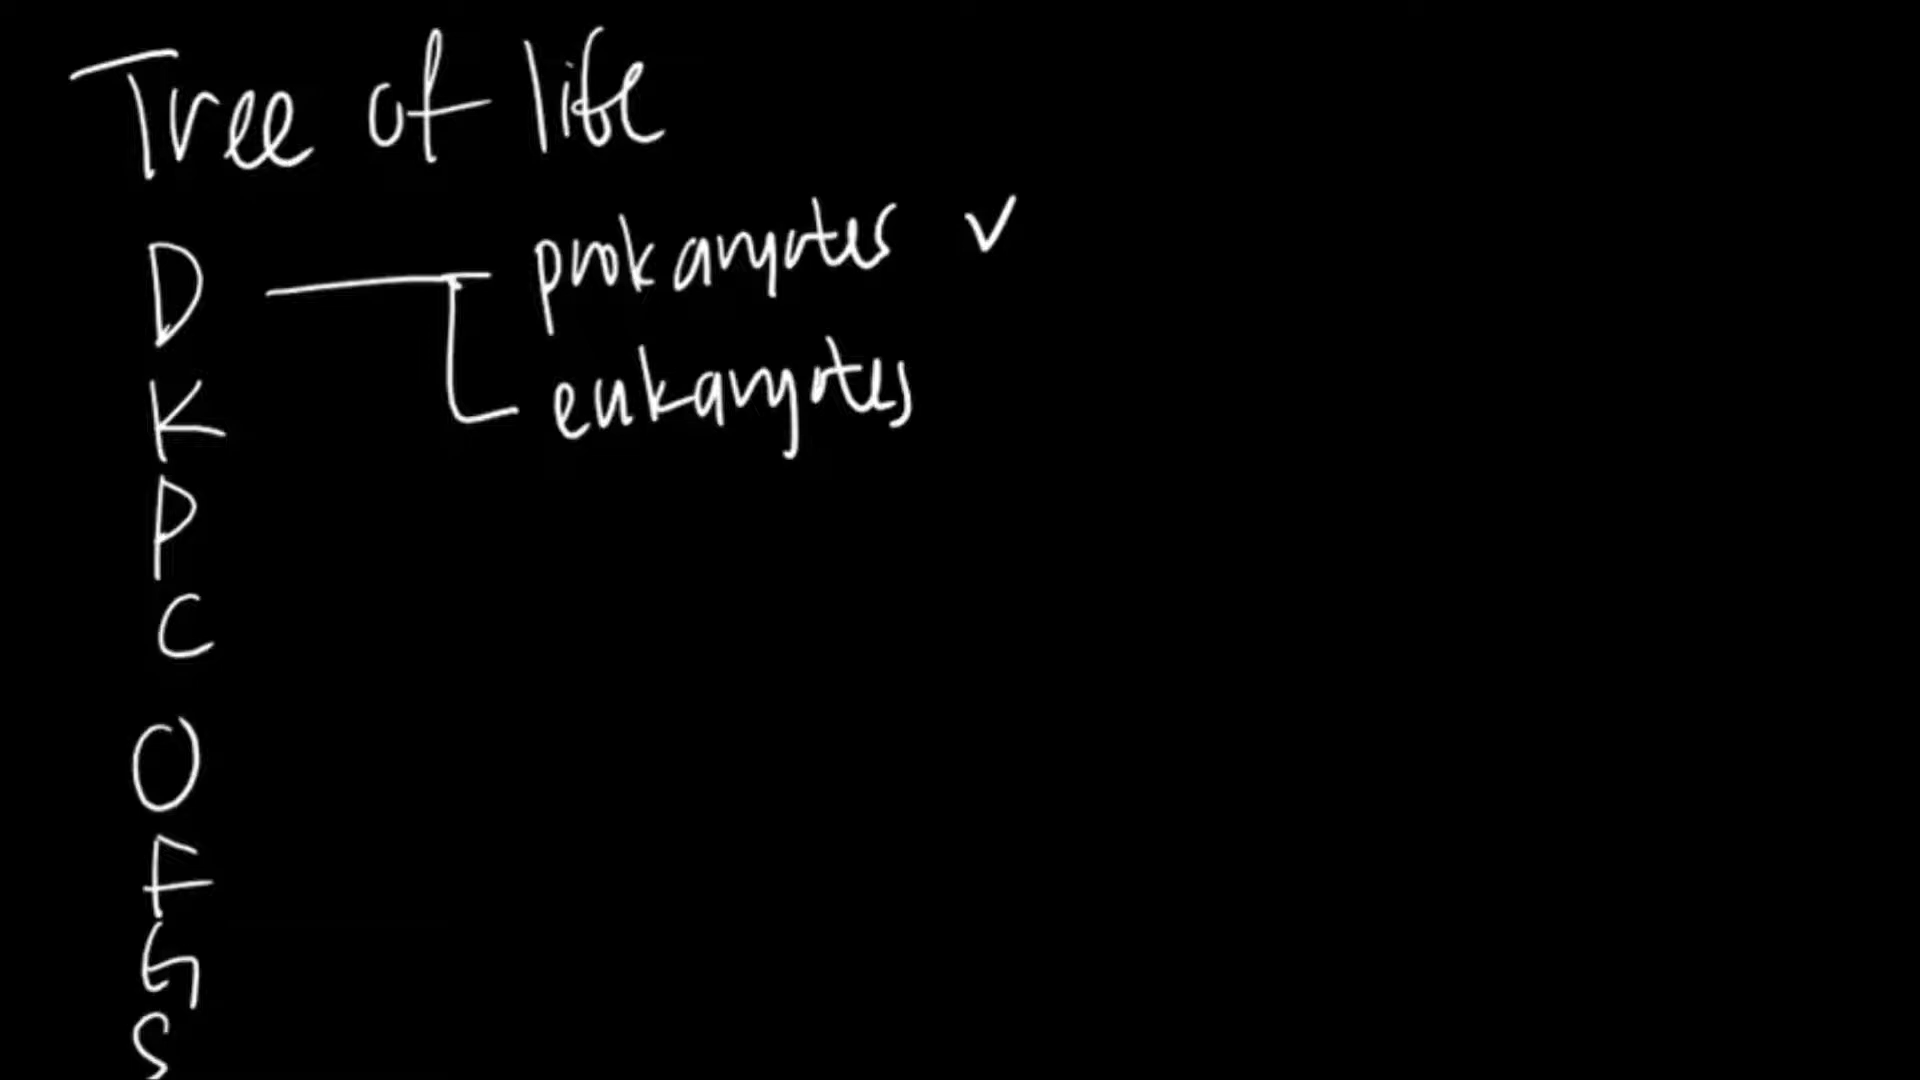 Tree of life
D — prokaryotes ✓
eukaryotes
K
P
C
O
F
G
S